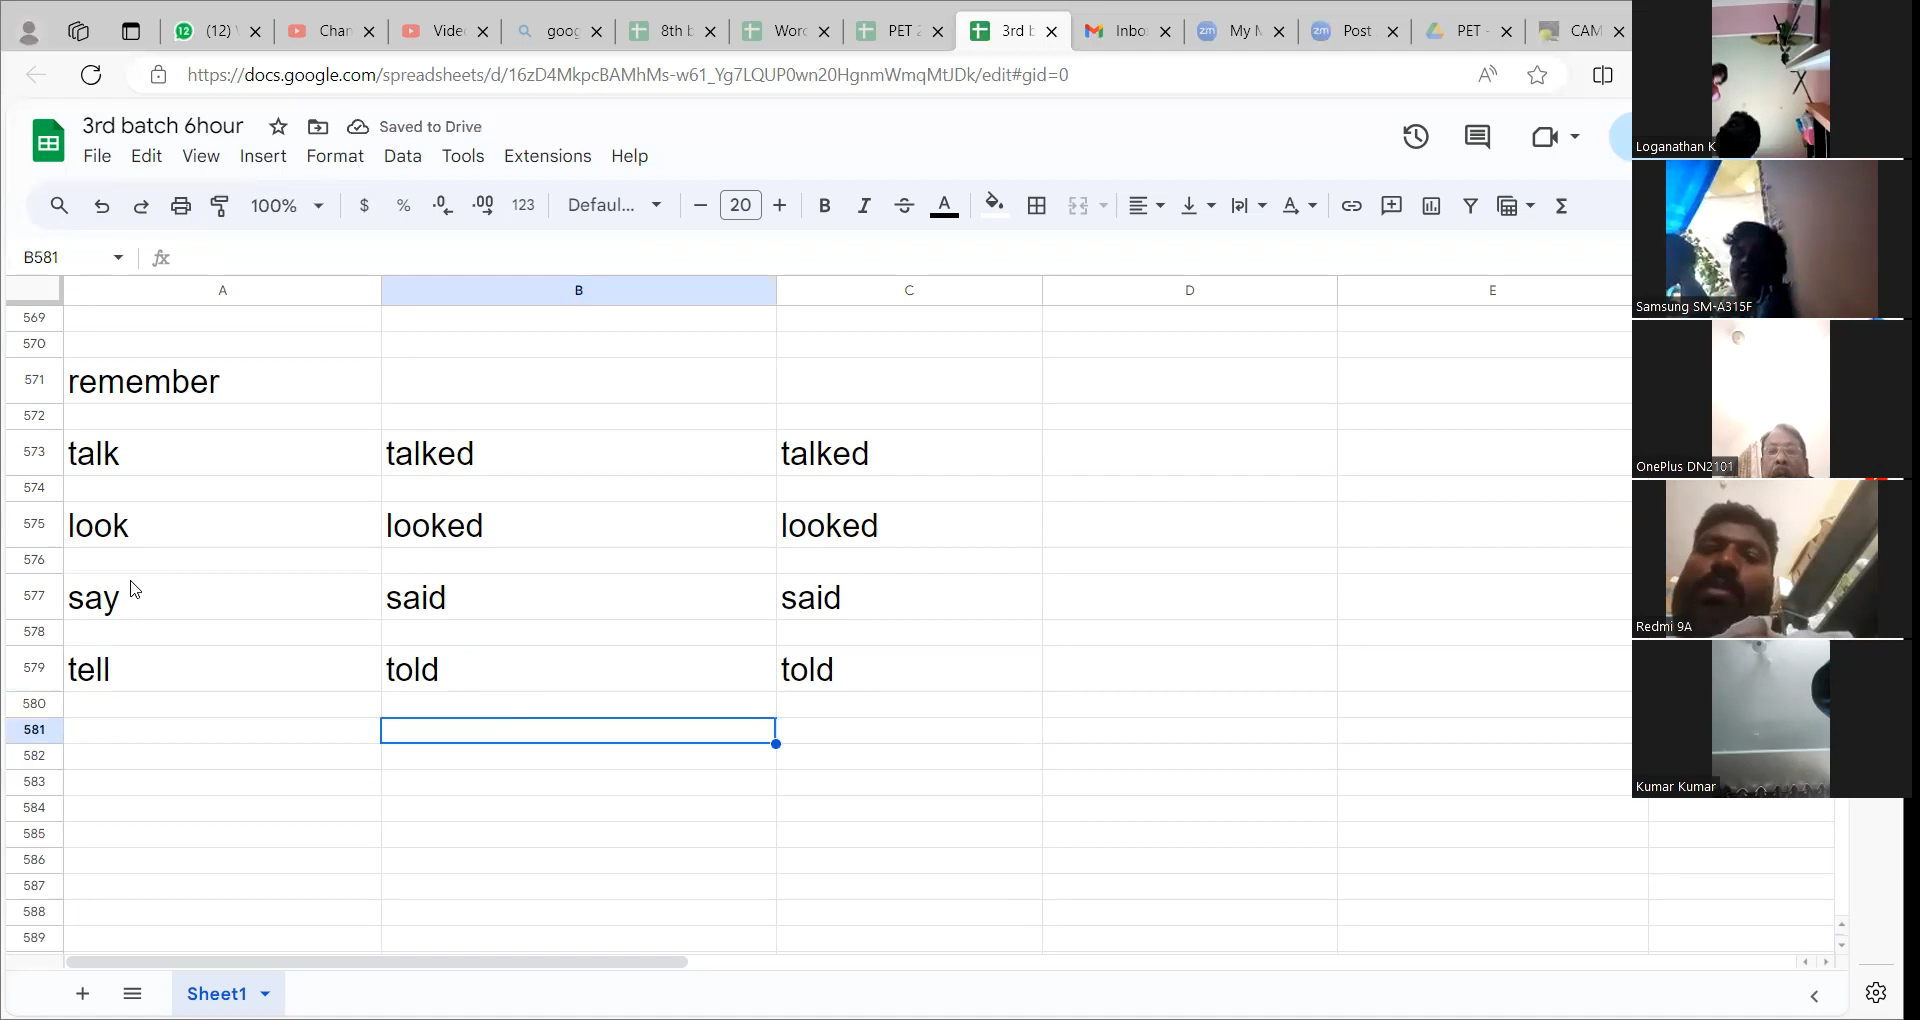 (12)
Chan
Vide
goog
8th b
Word
PET 2
3rd b
Inbo
My M
Post
PET -
CAM
https://docs.google.com/spreadsheets/d/16zD4MkpcBAMhMs-w61_Yg7LQUP0wn20HgnmWmqMtJDk/edit#gid=0
3rd batch 6hour
Saved to Drive
File Edit View Insert Format Data Tools Extensions Help
100% $ % .0 .00 123 Defaul... 20
B581
A B C D E
569
570
571 remember
572
573 talk talked talked
574
575 look looked looked
576
577 say said said
578
579 tell told told
580
581
582
583
584
585
586
587
588
589
Sheet1
Loganathan K
Samsung SM-A315F
OnePlus DN2101
Redmi 9A
Kumar Kumar